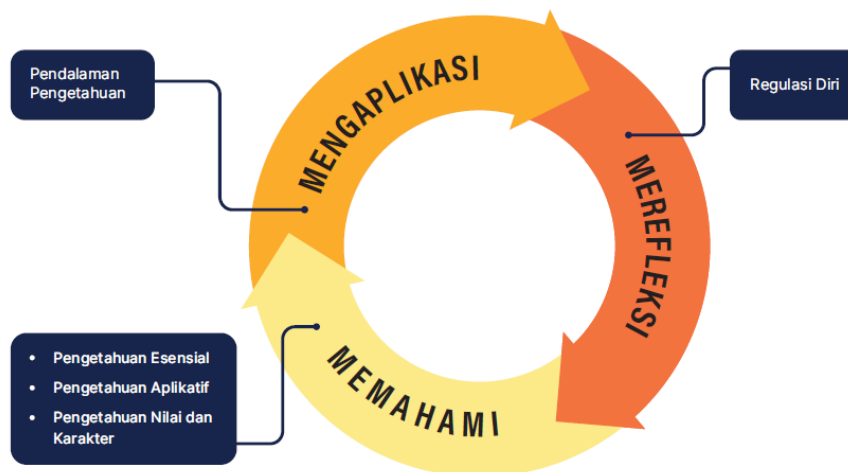 Pendalaman
Pengetahuan
MENGAPLIKASI
Regulasi Diri
MEREFLEKSI
• Pengetahuan Esensial
• Pengetahuan Aplikatif
• Pengetahuan Nilai dan
Karakter
MEMAHAMI